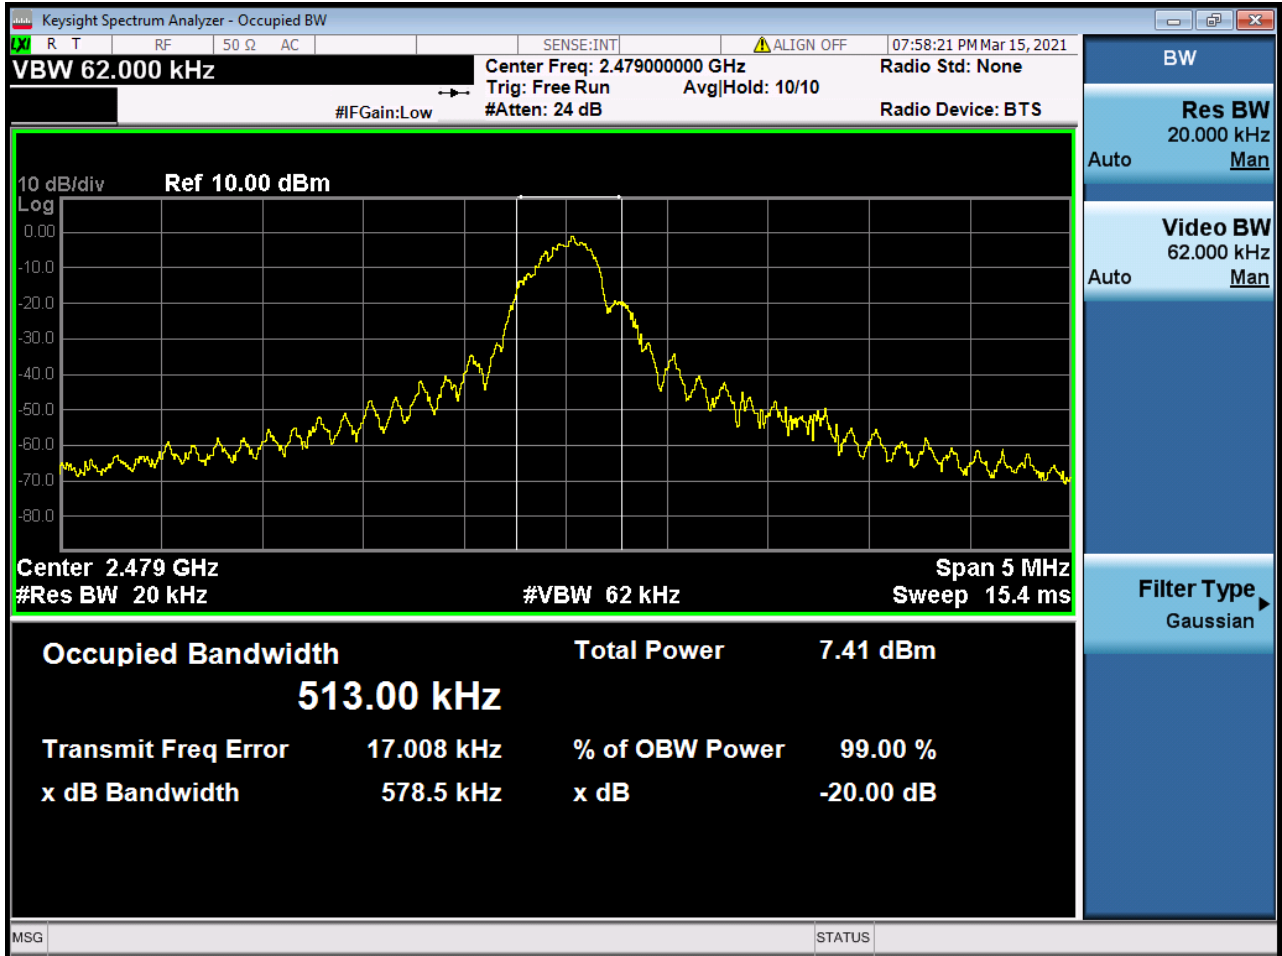 Keysight Spectrum Analyzer - Occupied BW
LXI R T RF 50 Ω AC SENSE:INT ALIGN OFF 07:58:21 PM Mar 15, 2021
VBW 62.000 kHz
Center Freq: 2.479000000 GHz Radio Std: None
Trig: Free Run Avg|Hold: 10/10
#IFGain:Low #Atten: 24 dB Radio Device: BTS
10 dB/div Ref 10.00 dBm
Log
0.00
-10.0
-20.0
-30.0
-40.0
-50.0
-60.0
-70.0
-80.0
Center 2.479 GHz Span 5 MHz
#Res BW 20 kHz #VBW 62 kHz Sweep 15.4 ms
Occupied Bandwidth Total Power 7.41 dBm
513.00 kHz
Transmit Freq Error 17.008 kHz % of OBW Power 99.00 %
x dB Bandwidth 578.5 kHz x dB -20.00 dB
BW
Res BW
20.000 kHz
Auto Man
Video BW
62.000 kHz
Auto Man
Filter Type
Gaussian
MSG STATUS